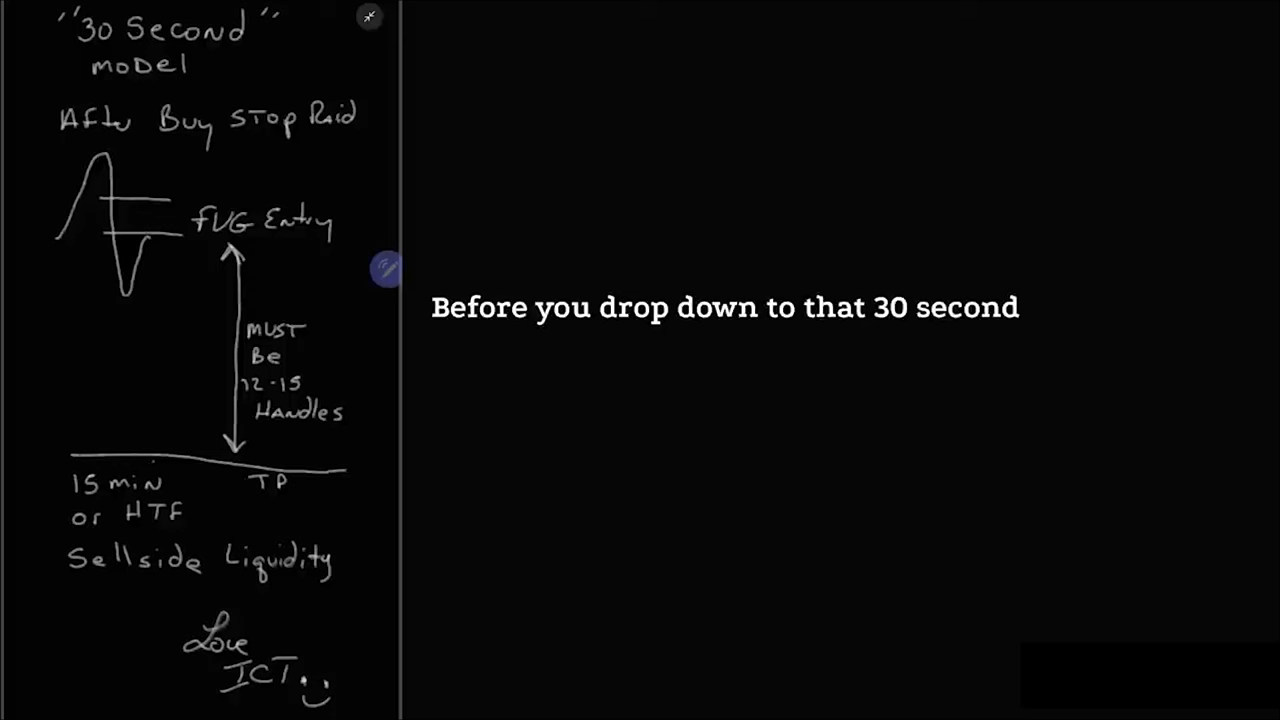 "30 Second"
moDel
After Buy STop Raid
FVG Entry
MUST
Be
12-15
HANdles
15 min
TP
or HTF
Sellside Liquidity
Love
ICT
Before you drop down to that 30 second